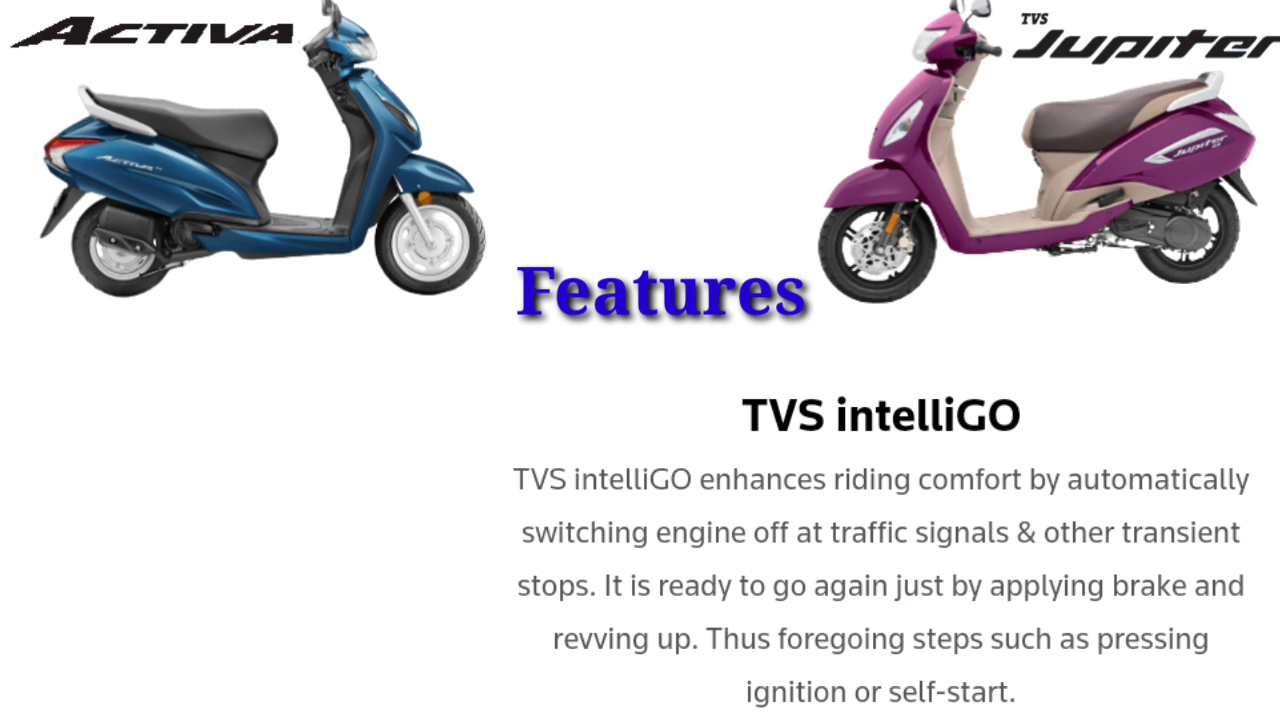 ACTIVA
TVS
Jupiter
ACTIVA
Jupiter
Features
TVS intelliGO
TVS intelliGO enhances riding comfort by automatically
switching engine off at traffic signals & other transient
stops. It is ready to go again just by applying brake and
revving up. Thus foregoing steps such as pressing
ignition or self-start.